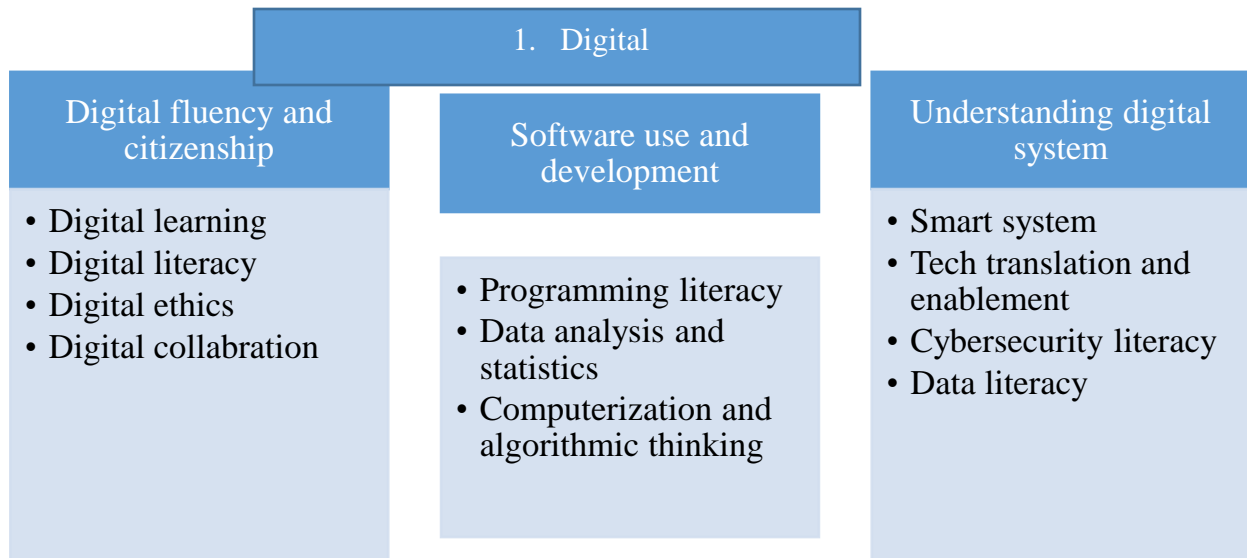 1. Digital
Digital fluency and
citizenship
• Digital learning
• Digital literacy
• Digital ethics
• Digital collabration
Software use and
development
• Programming literacy
• Data analysis and
statistics
• Computerization and
algorithmic thinking
Understanding digital
system
• Smart system
• Tech translation and
enablement
• Cybersecurity literacy
• Data literacy